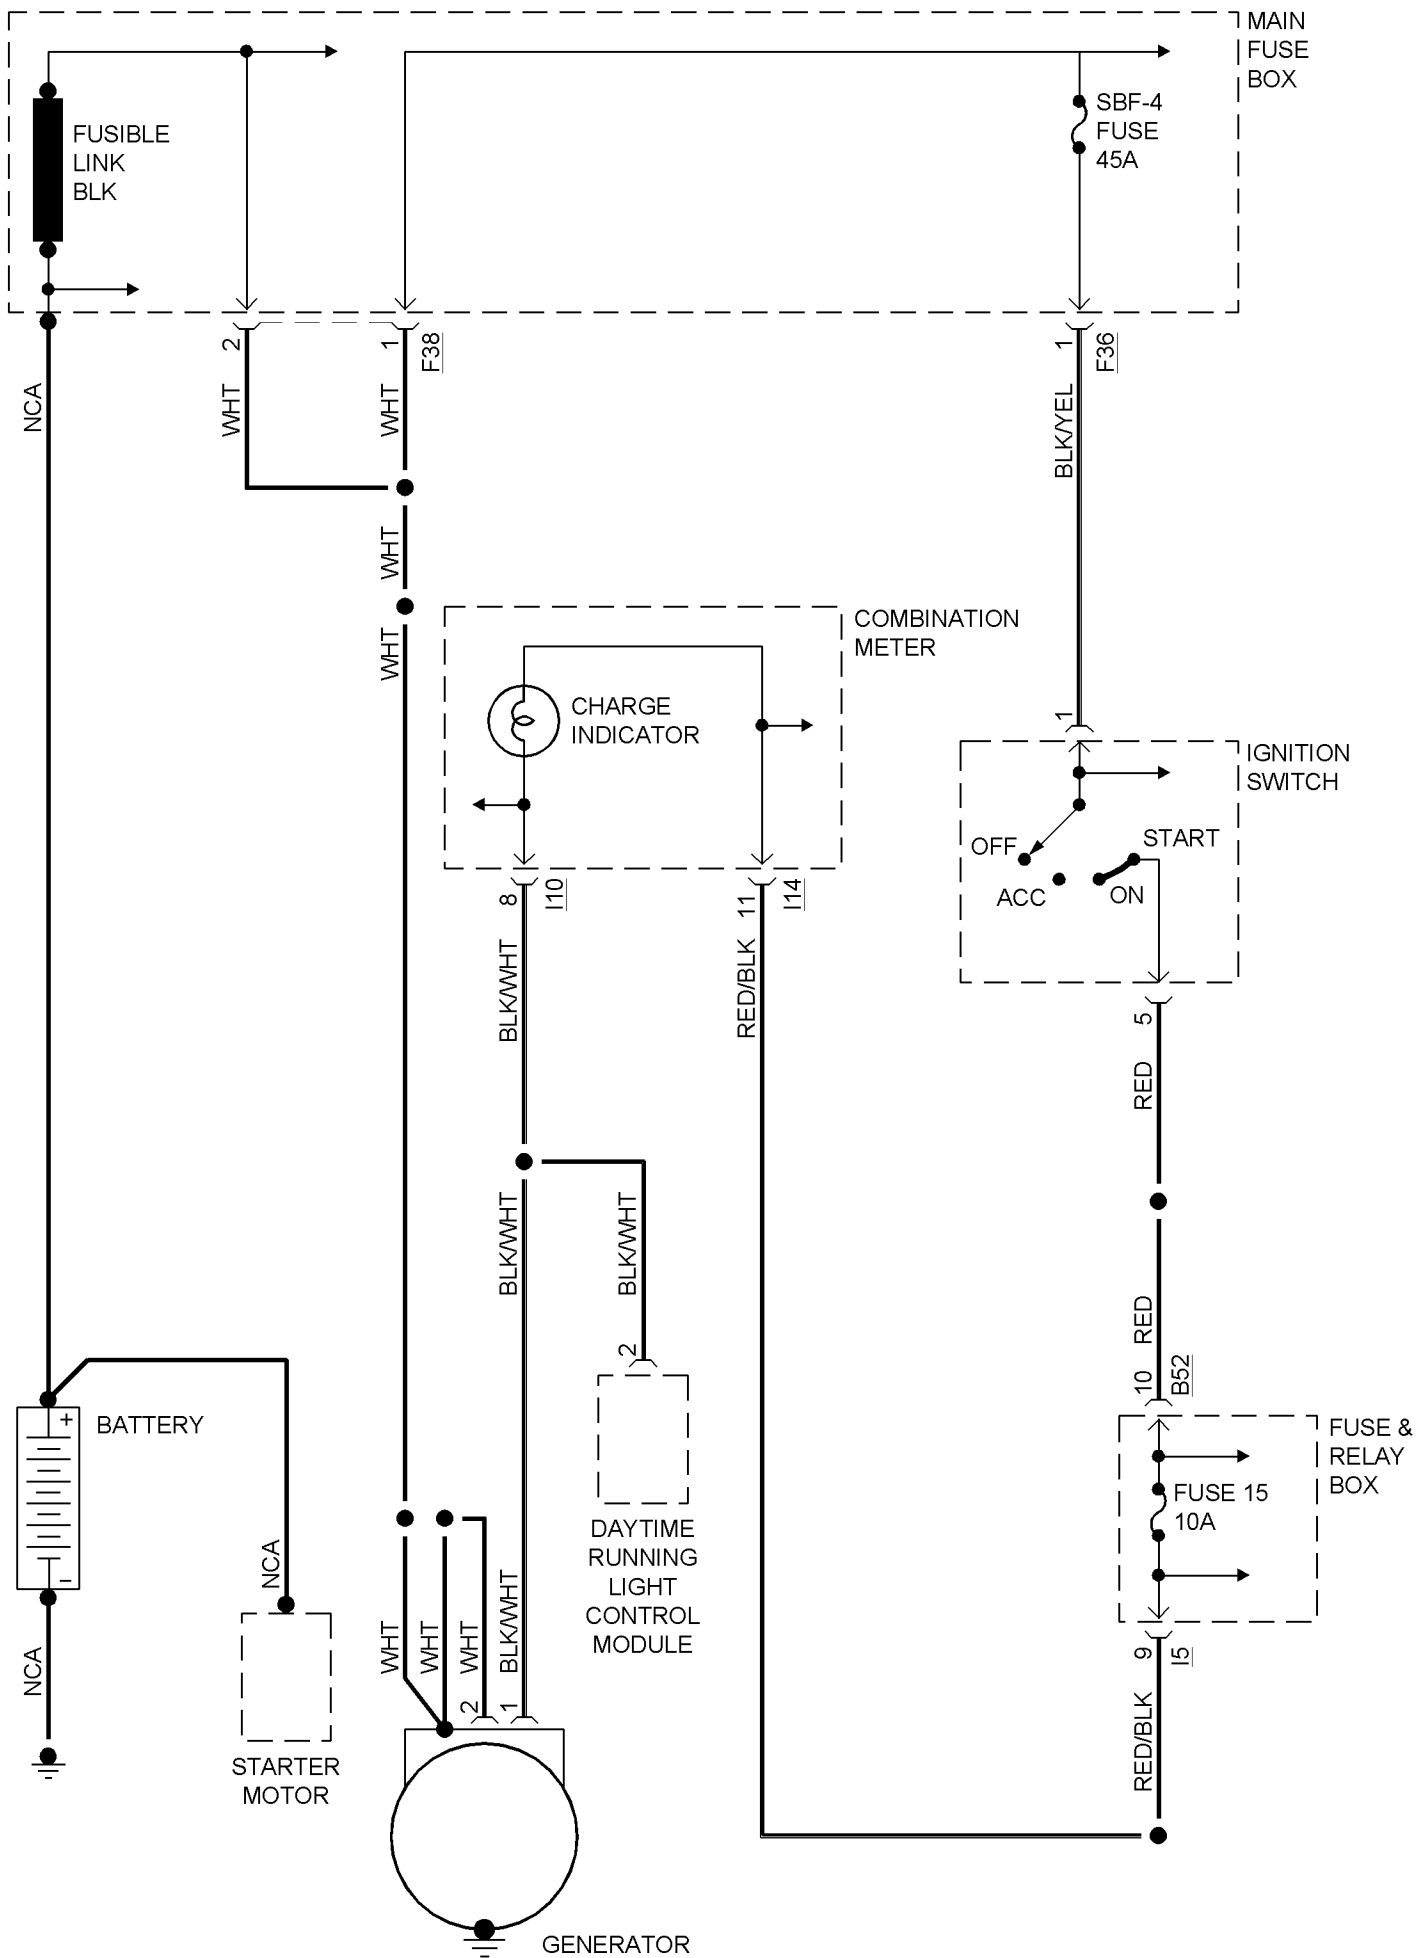 MAIN
FUSE
BOX
FUSIBLE
LINK
BLK
SBF-4
FUSE
45A
2
1
F38
1
F36
NCA
WHT
WHT
BLK/YEL
WHT
WHT
COMBINATION
METER
CHARGE
INDICATOR
1
IGNITION
SWITCH
OFF
START
ACC
ON
8
I10
11
I14
BLK/WHT
RED/BLK
5
RED
BLK/WHT
BLK/WHT
2
RED
10
B52
+
BATTERY
−
FUSE &
RELAY
BOX
FUSE 15
10A
DAYTIME
RUNNING
LIGHT
CONTROL
MODULE
NCA
NCA
WHT
WHT
WHT
BLK/WHT
2
1
9
I5
RED/BLK
STARTER
MOTOR
GENERATOR